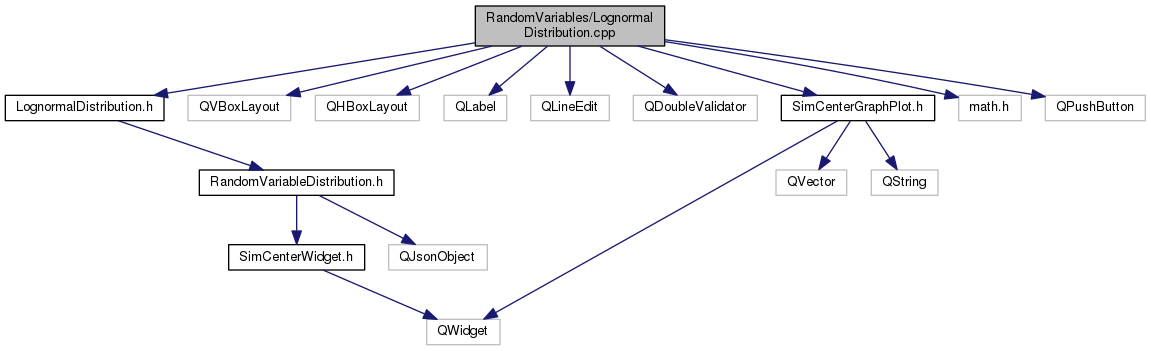 RandomVariables/Lognormal
Distribution.cpp
LognormalDistribution.h
QVBoxLayout
QHBoxLayout
QLabel
QLineEdit
QDoubleValidator
SimCenterGraphPlot.h
math.h
QPushButton
RandomVariableDistribution.h
QVector
QString
SimCenterWidget.h
QJsonObject
QWidget